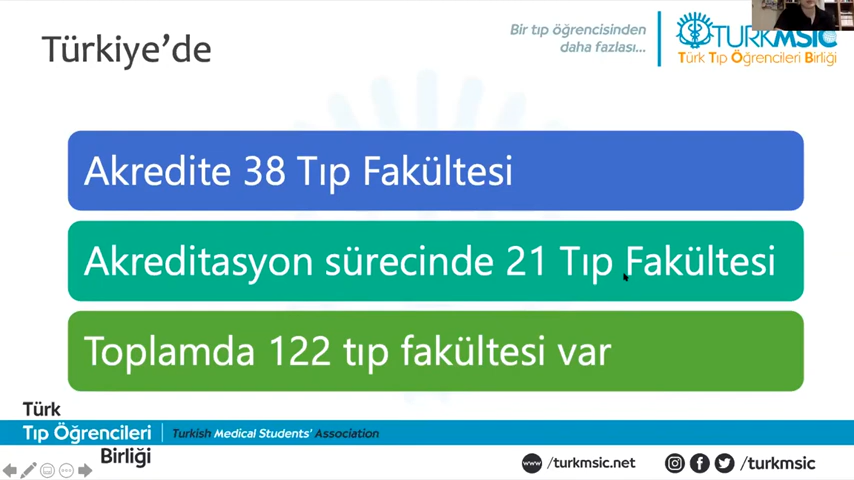 Türkiye’de
Bir tıp öğrencisinden
daha fazlası...
TURKMSIC
Türk Tıp Öğrencileri Birliği
Akredite 38 Tıp Fakültesi
Akreditasyon sürecinde 21 Tıp Fakültesi
Toplamda 122 tıp fakültesi var
Türk
Tıp Öğrencileri
Birliği
Turkish Medical Students' Association
www /turkmsic.net
/turkmsic